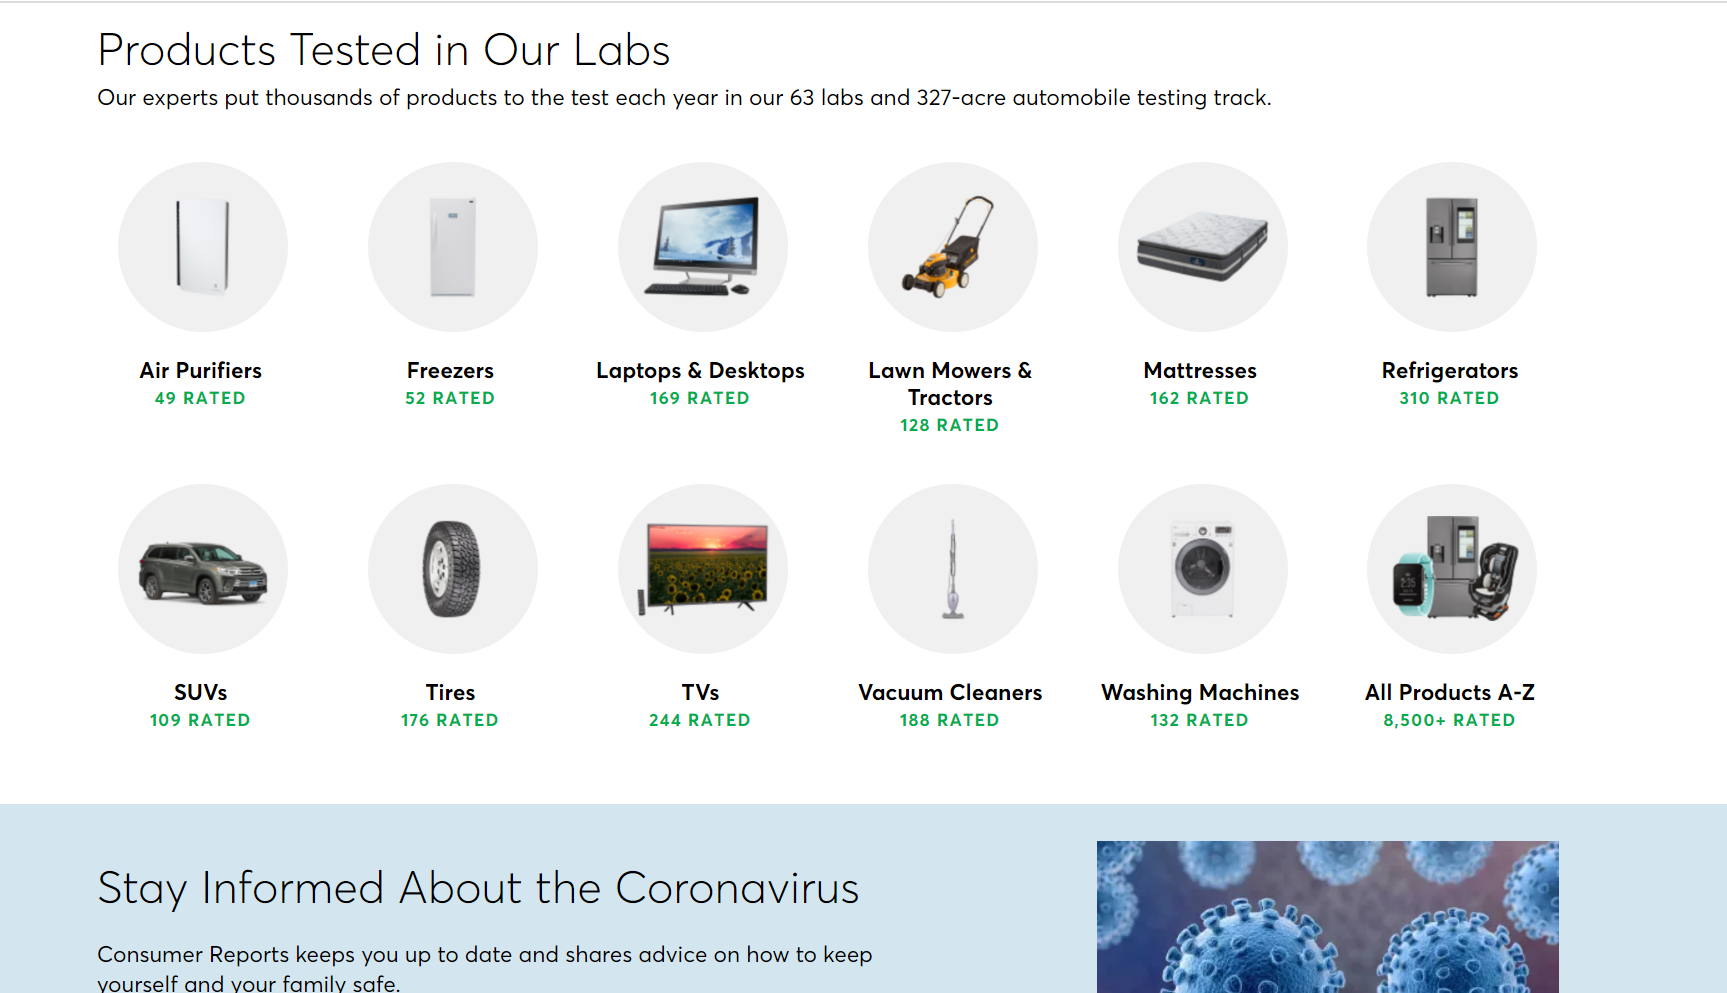 Products Tested in Our Labs
Our experts put thousands of products to the test each year in our 63 labs and 327-acre automobile testing track.
Air Purifiers
49 RATED
Freezers
52 RATED
Laptops & Desktops
169 RATED
Lawn Mowers &
Tractors
128 RATED
Mattresses
162 RATED
Refrigerators
310 RATED
SUVs
109 RATED
Tires
176 RATED
TVs
244 RATED
Vacuum Cleaners
188 RATED
Washing Machines
132 RATED
All Products A-Z
8,500+ RATED
Stay Informed About the Coronavirus
Consumer Reports keeps you up to date and shares advice on how to keep
yourself and your family safe.